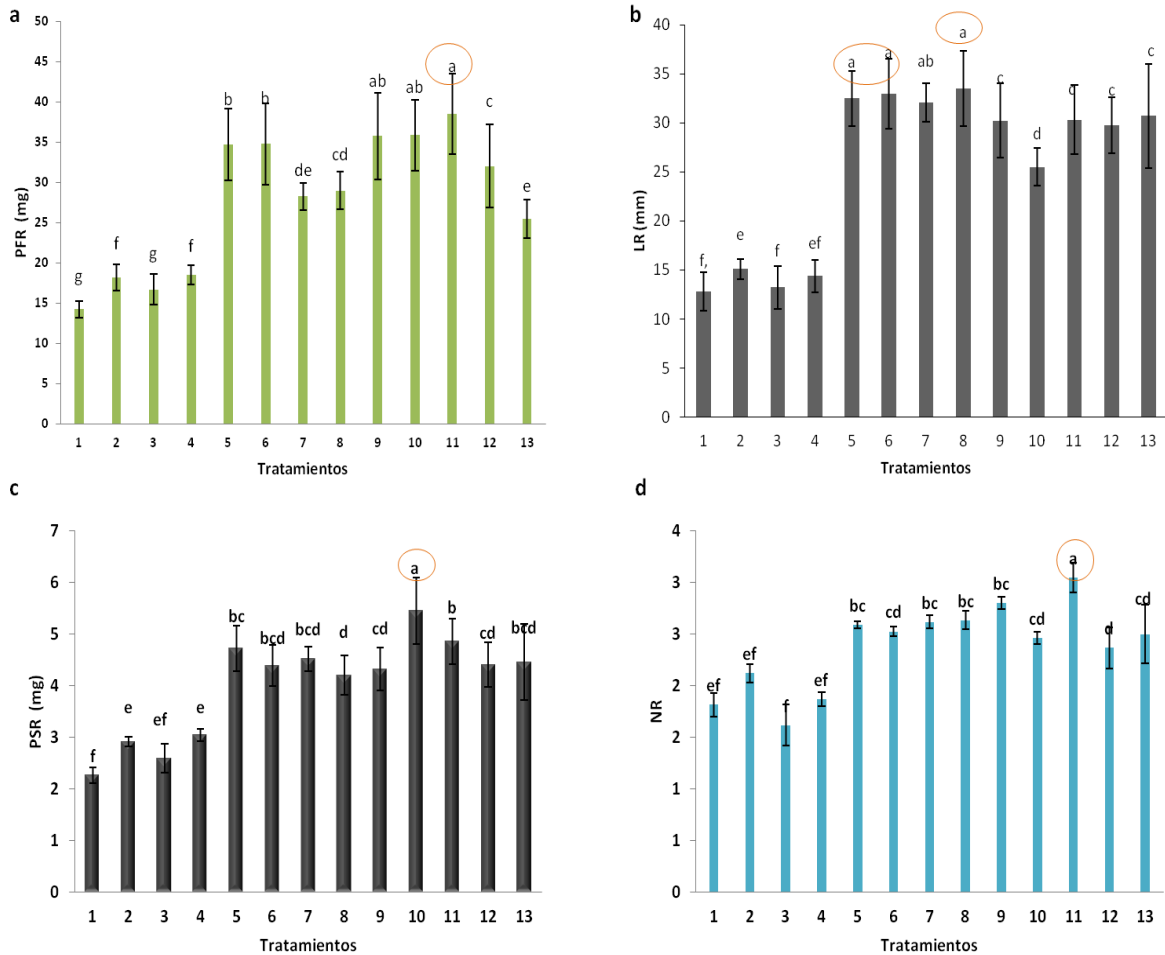 a
PFR (mg)
50
45
40
35
30
25
20
15
10
5
0
g
f
g
f
b
b
de
cd
ab
ab
a
c
e
1 2 3 4 5 6 7 8 9 10 11 12 13
Tratamientos
b
LR (mm)
40
35
30
25
20
15
10
5
0
f,
e
f
ef
a
a
ab
a
c
d
c
c
c
1 2 3 4 5 6 7 8 9 10 11 12 13
Tratamientos
c
PSR (mg)
7
6
5
4
3
2
1
0
f
e
ef
e
bc
bcd
bcd
d
cd
a
b
cd
bcd
1 2 3 4 5 6 7 8 9 10 11 12 13
Tratamientos
d
NR
4
3
3
2
2
1
1
0
ef
ef
f
ef
bc
cd
bc
bc
bc
cd
a
d
cd
1 2 3 4 5 6 7 8 9 10 11 12 13
Tratamientos